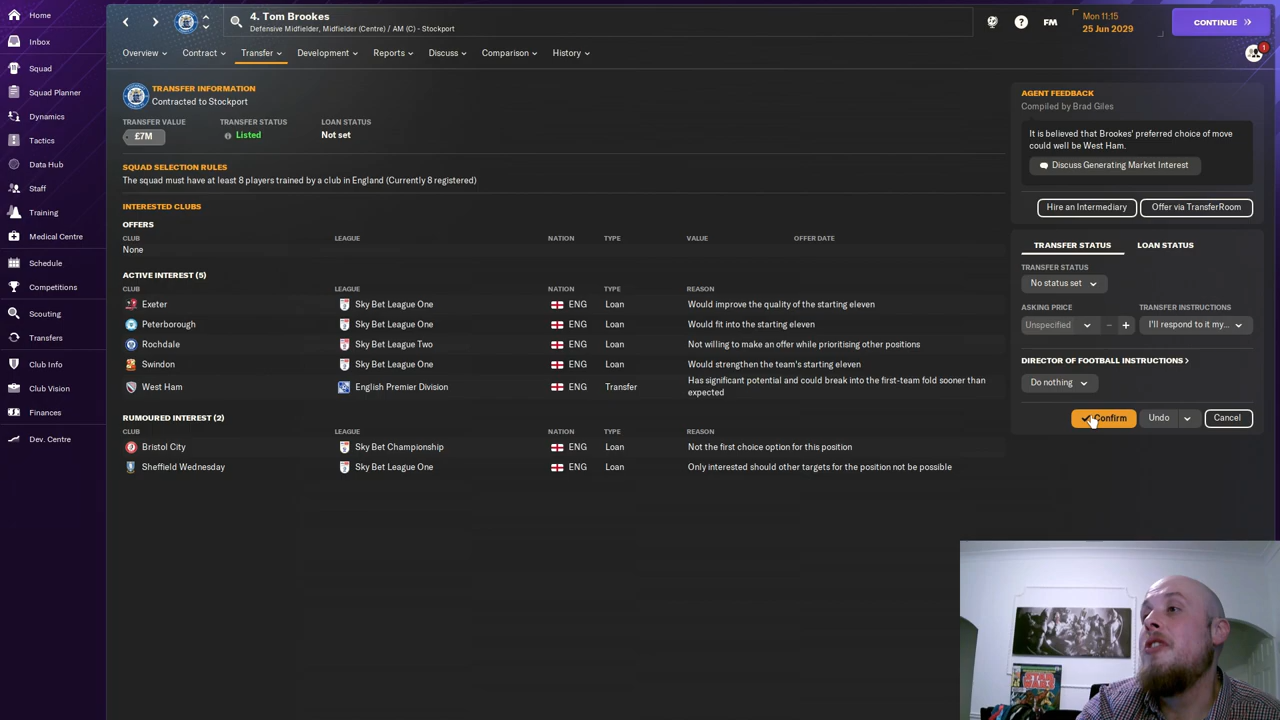 Home
Inbox
Squad
Squad Planner
Dynamics
Tactics
Data Hub
Staff
Training
Medical Centre
Schedule
Competitions
Scouting
Transfers
Club Info
Club Vision
Finances
Dev. Centre
4. Tom Brookes
Defensive Midfielder, Midfielder (Centre) / AM (C) - Stockport
FM
Mon 11:15
25 Jun 2029
CONTINUE
1
Overview
Contract
Transfer
Development
Reports
Discuss
Comparison
History
TRANSFER INFORMATION
Contracted to Stockport
TRANSFER VALUE TRANSFER STATUS LOAN STATUS
£7M Listed Not set
SQUAD SELECTION RULES
The squad must have at least 8 players trained by a club in England (Currently 8 registered)
INTERESTED CLUBS
OFFERS
CLUB LEAGUE NATION TYPE VALUE OFFER DATE
None
ACTIVE INTEREST (5)
CLUB LEAGUE NATION TYPE REASON
Exeter Sky Bet League One ENG Loan Would improve the quality of the starting eleven
Peterborough Sky Bet League One ENG Loan Would fit into the starting eleven
Rochdale Sky Bet League Two ENG Loan Not willing to make an offer while prioritising other positions
Swindon Sky Bet League One ENG Loan Would strengthen the team's starting eleven
West Ham English Premier Division ENG Transfer Has significant potential and could break into the first-team fold sooner than
expected
RUMOURED INTEREST (2)
CLUB LEAGUE NATION TYPE REASON
Bristol City Sky Bet Championship ENG Loan Not the first choice option for this position
Sheffield Wednesday Sky Bet League One ENG Loan Only interested should other targets for the position not be possible
AGENT FEEDBACK
Compiled by Brad Giles
It is believed that Brookes' preferred choice of move
could well be West Ham.
Discuss Generating Market Interest
Hire an Intermediary Offer via TransferRoom
TRANSFER STATUS LOAN STATUS
TRANSFER STATUS
No status set
ASKING PRICE TRANSFER INSTRUCTIONS
Unspecified - + I'll respond to it my...
DIRECTOR OF FOOTBALL INSTRUCTIONS >
Do nothing
Confirm Undo Cancel
STAR
WARS